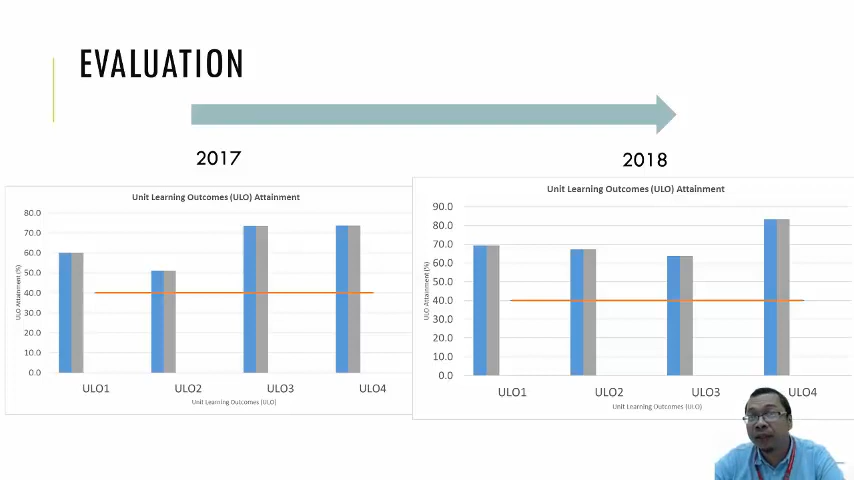 EVALUATION
2017
2018
Unit Learning Outcomes (ULO) Attainment
80.0
70.0
60.0
50.0
40.0
30.0
20.0
10.0
0.0
ULO Attainment (%)
ULO1 ULO2 ULO3 ULO4
Unit Learning Outcomes (ULO)
Unit Learning Outcomes (ULO) Attainment
90.0
80.0
70.0
60.0
50.0
40.0
30.0
20.0
10.0
0.0
ULO Attainment (%)
ULO1 ULO2 ULO3 ULO4
Unit Learning Outcomes (ULO)